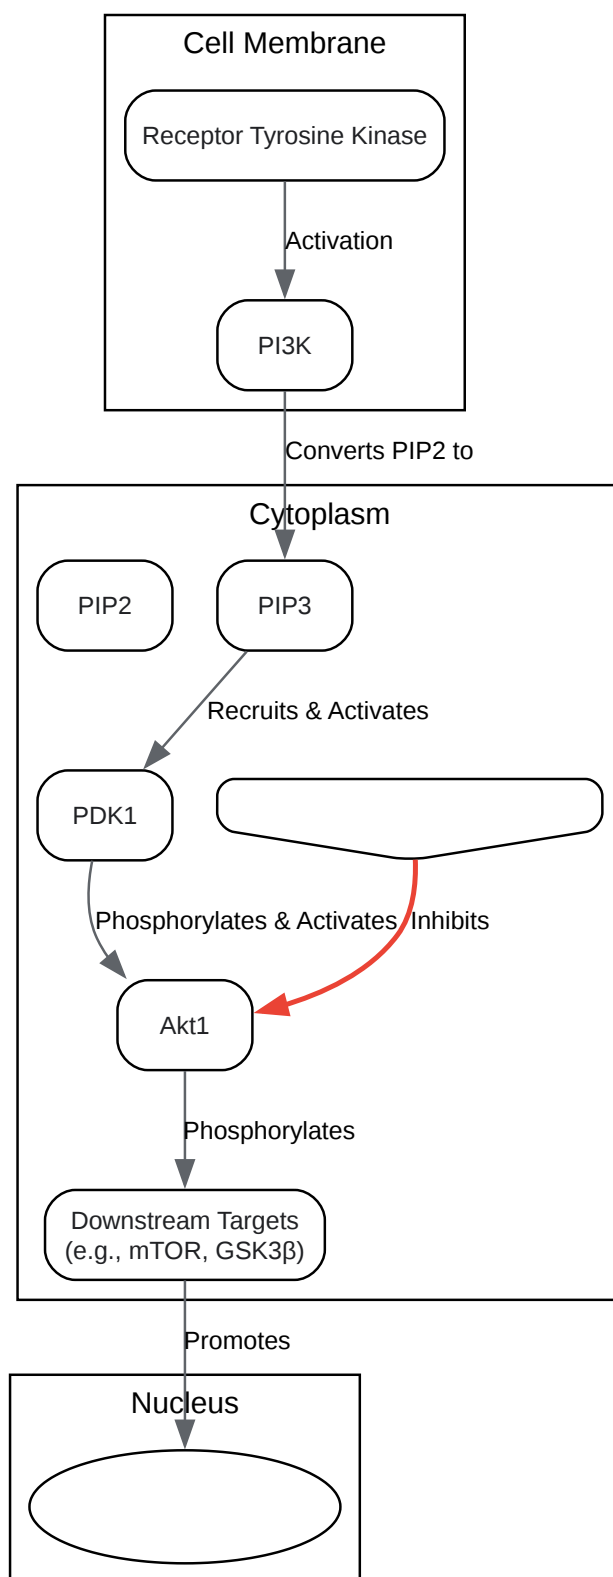 Cell Membrane
Receptor Tyrosine Kinase
Activation
PI3K
Converts PIP2 to
Cytoplasm
PIP2
PIP3
Recruits & Activates
PDK1
Phosphorylates & Activates
Inhibits
Akt1
Phosphorylates
Downstream Targets
(e.g., mTOR, GSK3β)
Promotes
Nucleus